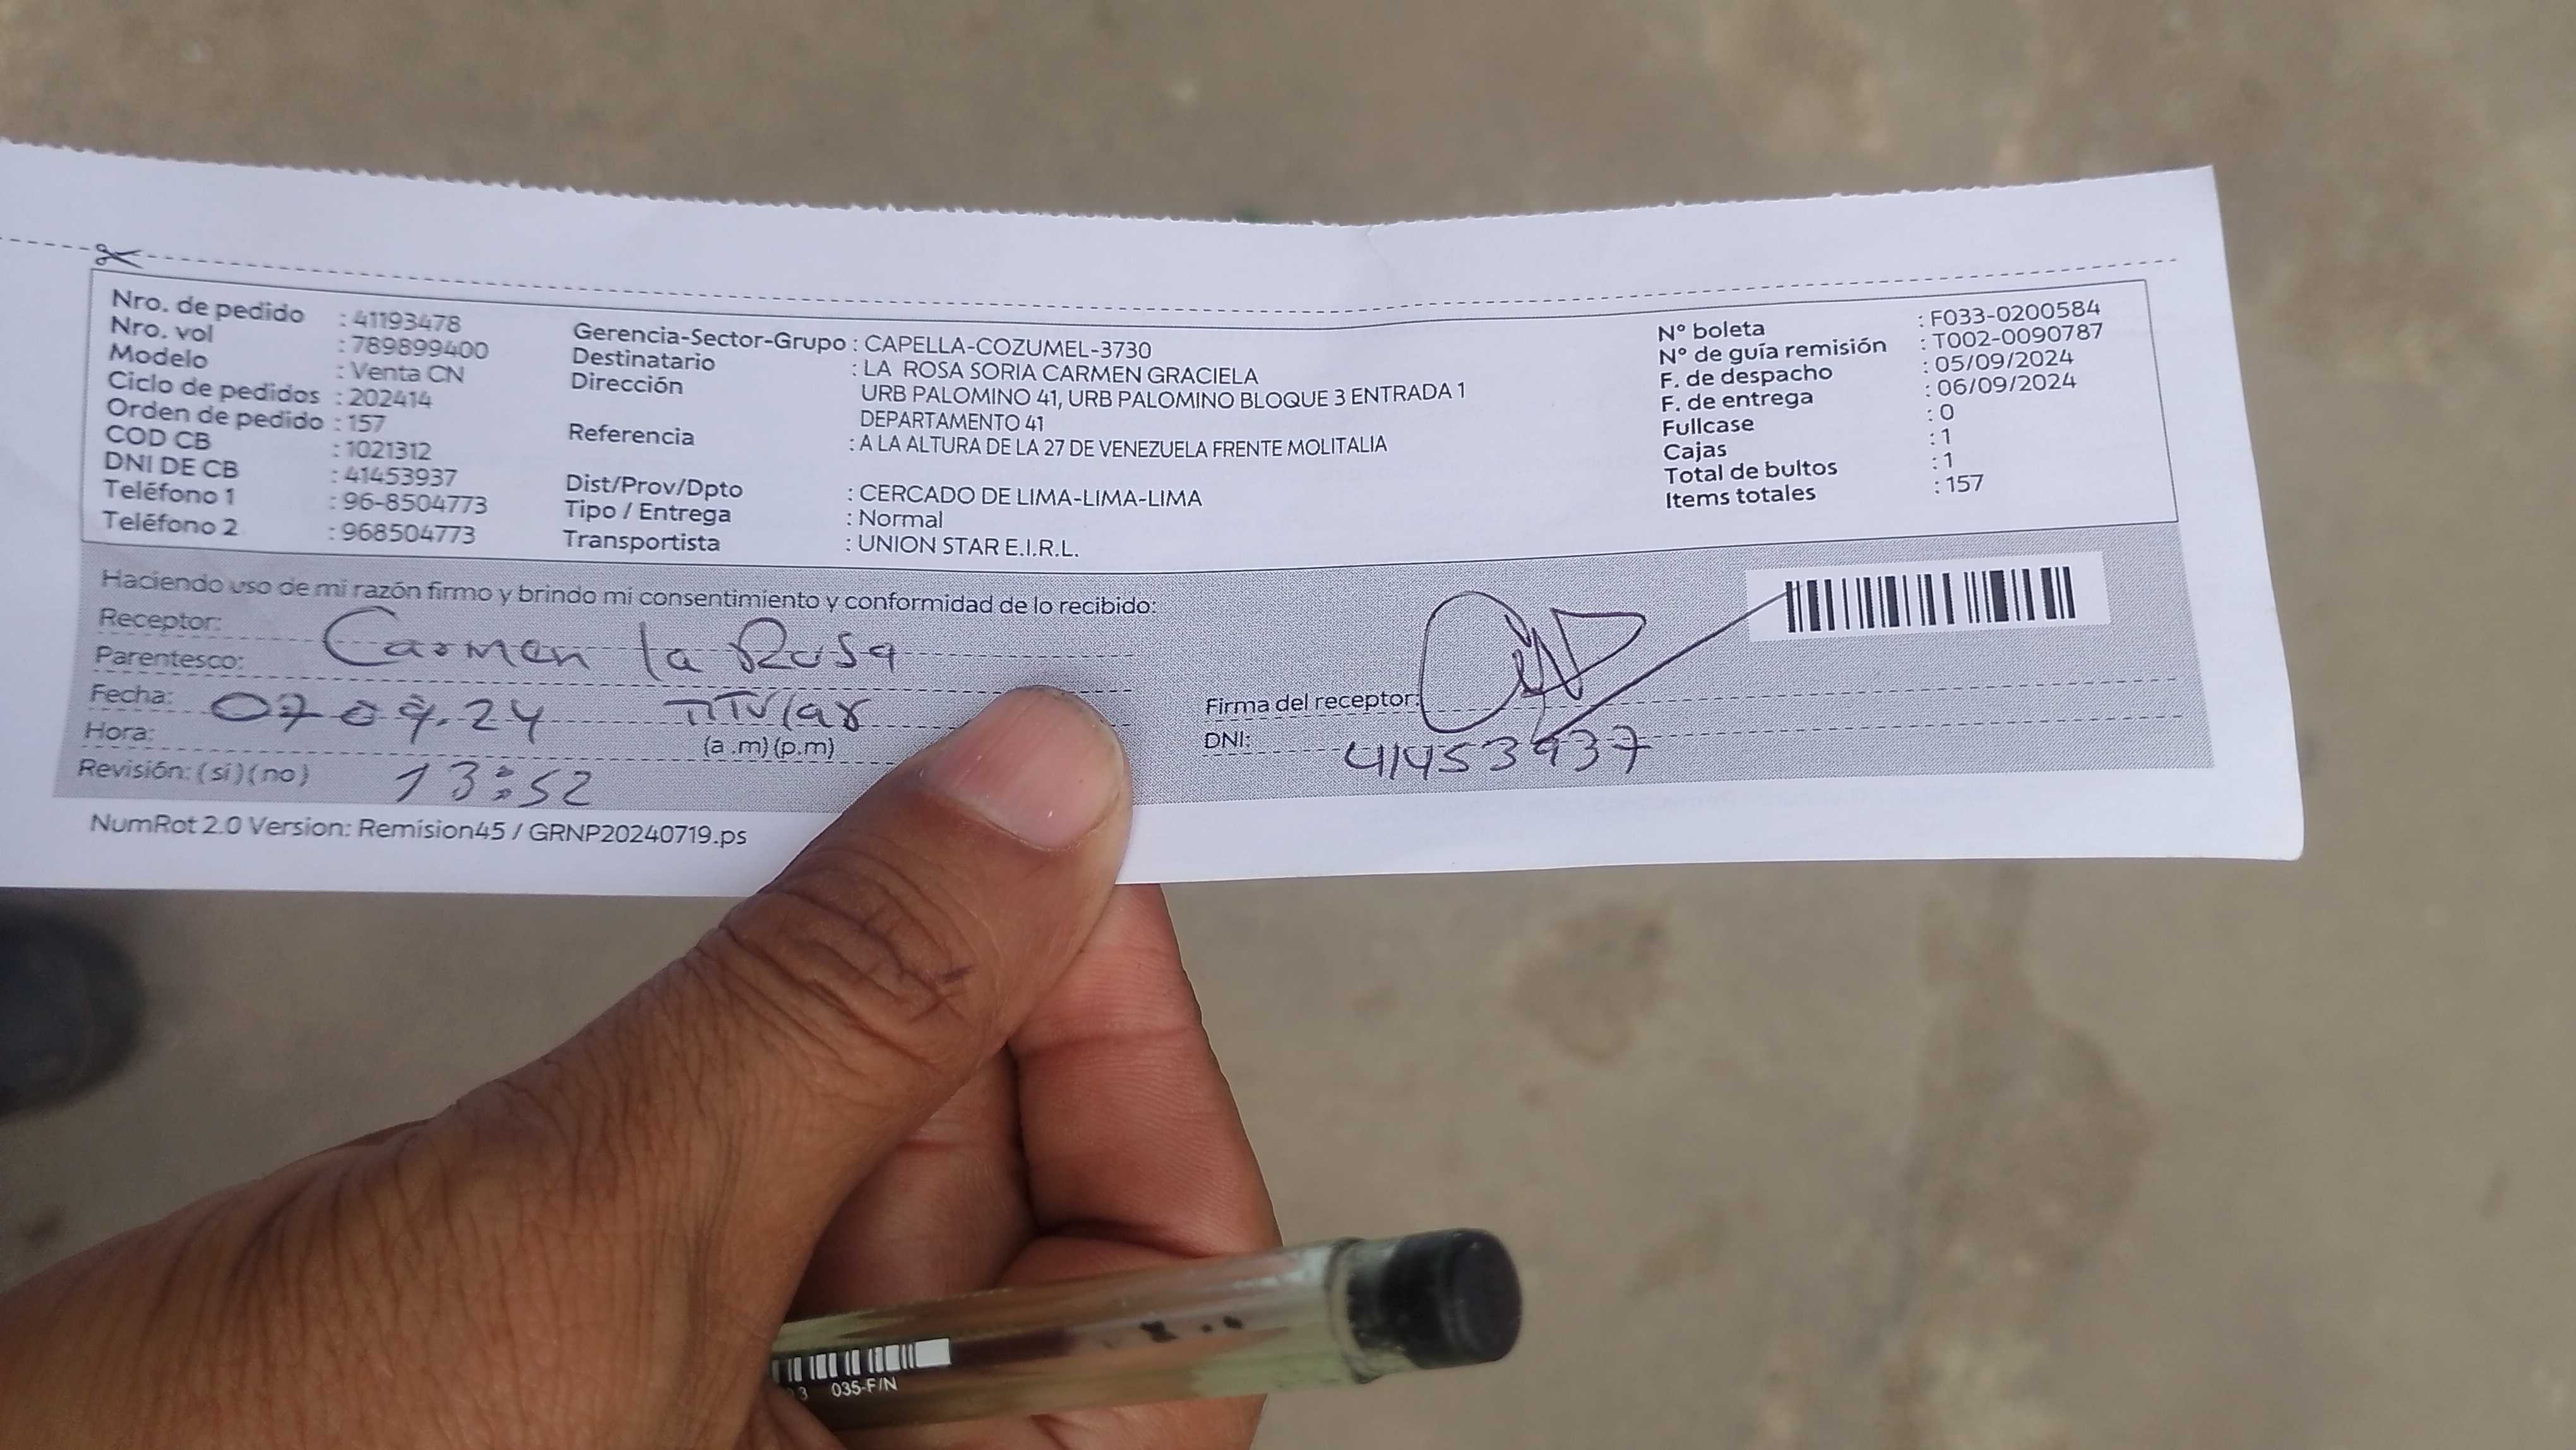 Nro. de pedido : 41193478
Nro. vol : 789899400
Modelo : Venta CN
Ciclo de pedidos : 202414
Orden de pedido : 157
COD CB : 1021312
DNI DE CB : 41453937
Teléfono 1 : 96-8504773
Teléfono 2 : 968504773
Gerencia-Sector-Grupo : CAPELLA-COZUMEL-3730
Destinatario : LA ROSA SORIA CARMEN GRACIELA
Dirección URB PALOMINO 41, URB PALOMINO BLOQUE 3 ENTRADA 1
DEPARTAMENTO 41
Referencia : A LA ALTURA DE LA 27 DE VENEZUELA FRENTE MOLITALIA
Dist/Prov/Dpto : CERCADO DE LIMA-LIMA-LIMA
Tipo / Entrega : Normal
Transportista : UNION STAR E.I.R.L.
N° boleta : F033-0200584
N° de guía remisión : T002-0090787
F. de despacho : 05/09/2024
F. de entrega : 06/09/2024
Fullcase : 0
Cajas : 1
Total de bultos : 1
Items totales : 157
Haciendo uso de mi razón firmo y brindo mi consentimiento y conformidad de lo recibido:
Receptor: Carmen la Rosa
Parentesco: TiTular
Fecha: 07 09.24
Hora: (a .m) (p.m)
Revisión: (si) (no) 13:52
Firma del receptor:
DNI: 41453937
NumRot 2.0 Version: Remision45 / GRNP20240719.ps
3 035-F/N